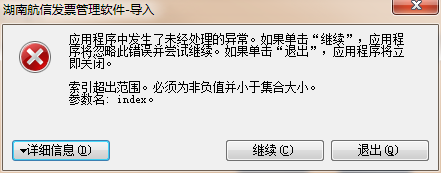 湖南航信发票管理软件-导入
应用程序中发生了未经处理的异常。如果单击“继续”，应用程
序将忽略此错误并尝试继续。如果单击“退出”，应用程序将立
即关闭。
索引超出范围。必须为非负值并小于集合大小。
参数名: index。
详细信息(D)
继续(C)
退出(Q)